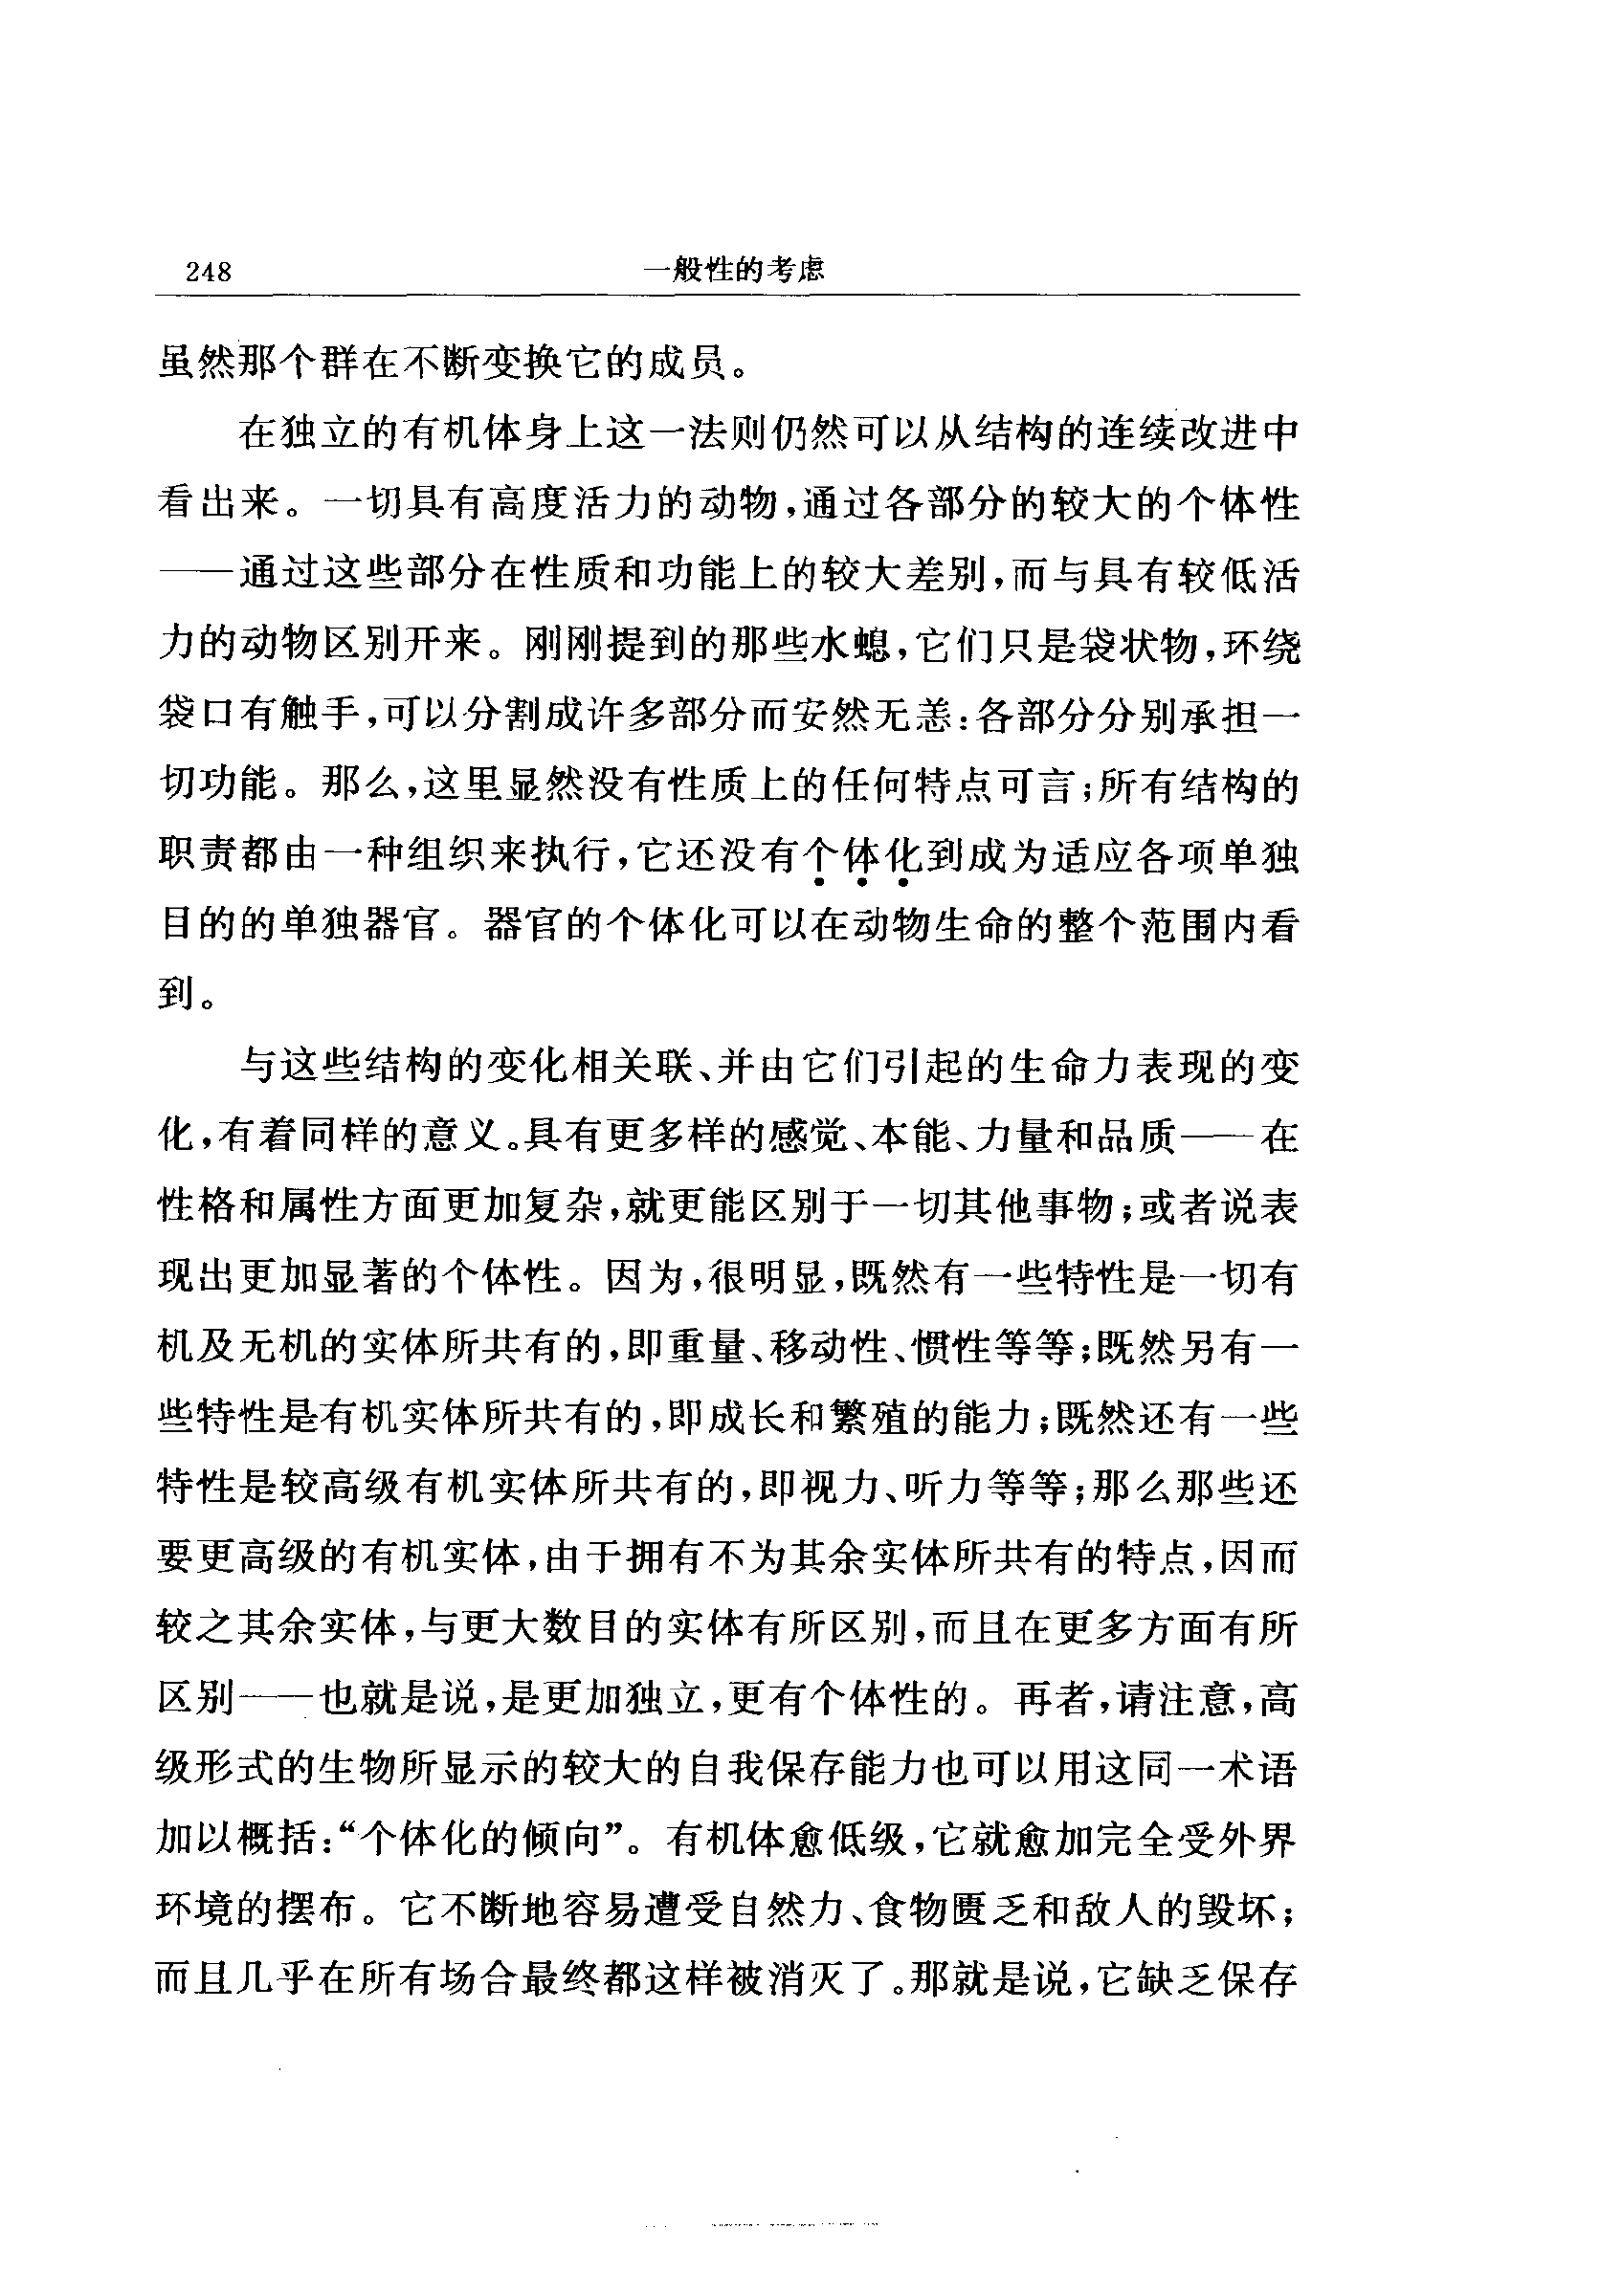 248 一般性的考虑
虽然那个群在不断变换它的成员。
在独立的有机体身上这一法则仍然可以从结构的连续改进中
看出来。一切具有高度活力的动物，通过各部分的较大的个体性
——通过这些部分在性质和功能上的较大差别，而与具有较低活
力的动物区别开来。刚刚提到的那些水螅，它们只是袋状物，环绕
袋口有触手，可以分割成许多部分而安然无恙：各部分分别承担一
切功能。那么，这里显然没有性质上的任何特点可言；所有结构的
职责都由一种组织来执行，它还没有个体化到成为适应各项单独
目的的单独器官。器官的个体化可以在动物生命的整个范围内看
到。
与这些结构的变化相关联、并由它们引起的生命力表现的变
化，有着同样的意义。具有更多样的感觉、本能、力量和品质——在
性格和属性方面更加复杂，就更能区别于一切其他事物；或者说表
现出更加显著的个体性。因为，很明显，既然有一些特性是一切有
机及无机的实体所共有的，即重量、移动性、惯性等等；既然另有一
些特性是有机实体所共有的，即成长和繁殖的能力；既然还有一些
特性是较高级有机实体所共有的，即视力、听力等等；那么那些还
要更高级的有机实体，由于拥有不为其余实体所共有的特点，因而
较之其余实体，与更大数目的实体有所区别，而且在更多方面有所
区别——也就是说，是更加独立，更有个体性的。再者，请注意，高
级形式的生物所显示的较大的自我保存能力也可以用这同一术语
加以概括：“个体化的倾向”。有机体愈低级，它就愈加完全受外界
环境的摆布。它不断地容易遭受自然力、食物匮乏和敌人的毁坏；
而且几乎在所有场合最终都这样被消灭了。那就是说，它缺乏保存